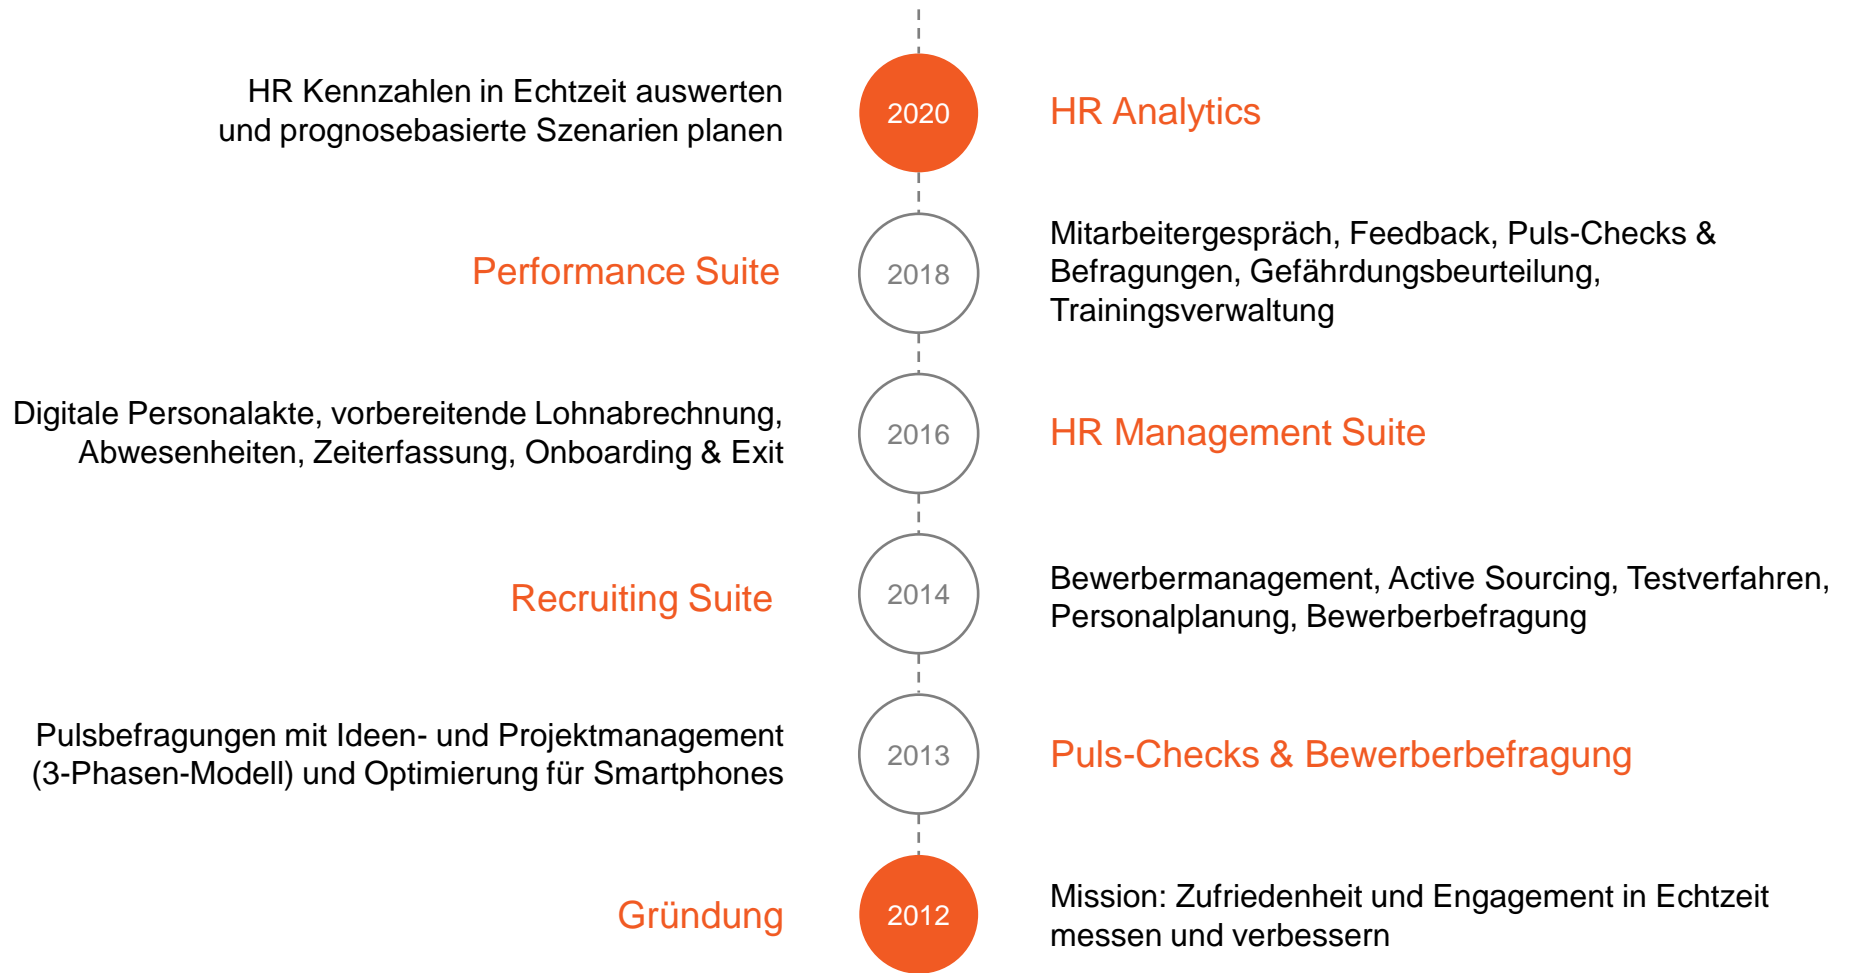 HR Kennzahlen in Echtzeit auswerten
und prognosebasierte Szenarien planen
2020
HR Analytics
Performance Suite
2018
Mitarbeitergespräch, Feedback, Puls-Checks &
Befragungen, Gefährdungsbeurteilung,
Trainingsverwaltung
Digitale Personalakte, vorbereitende Lohnabrechnung,
Abwesenheiten, Zeiterfassung, Onboarding & Exit
2016
HR Management Suite
Recruiting Suite
2014
Bewerbermanagement, Active Sourcing, Testverfahren,
Personalplanung, Bewerberbefragung
Pulsbefragungen mit Ideen- und Projektmanagement
(3-Phasen-Modell) und Optimierung für Smartphones
2013
Puls-Checks & Bewerberbefragung
Gründung
2012
Mission: Zufriedenheit und Engagement in Echtzeit
messen und verbessern